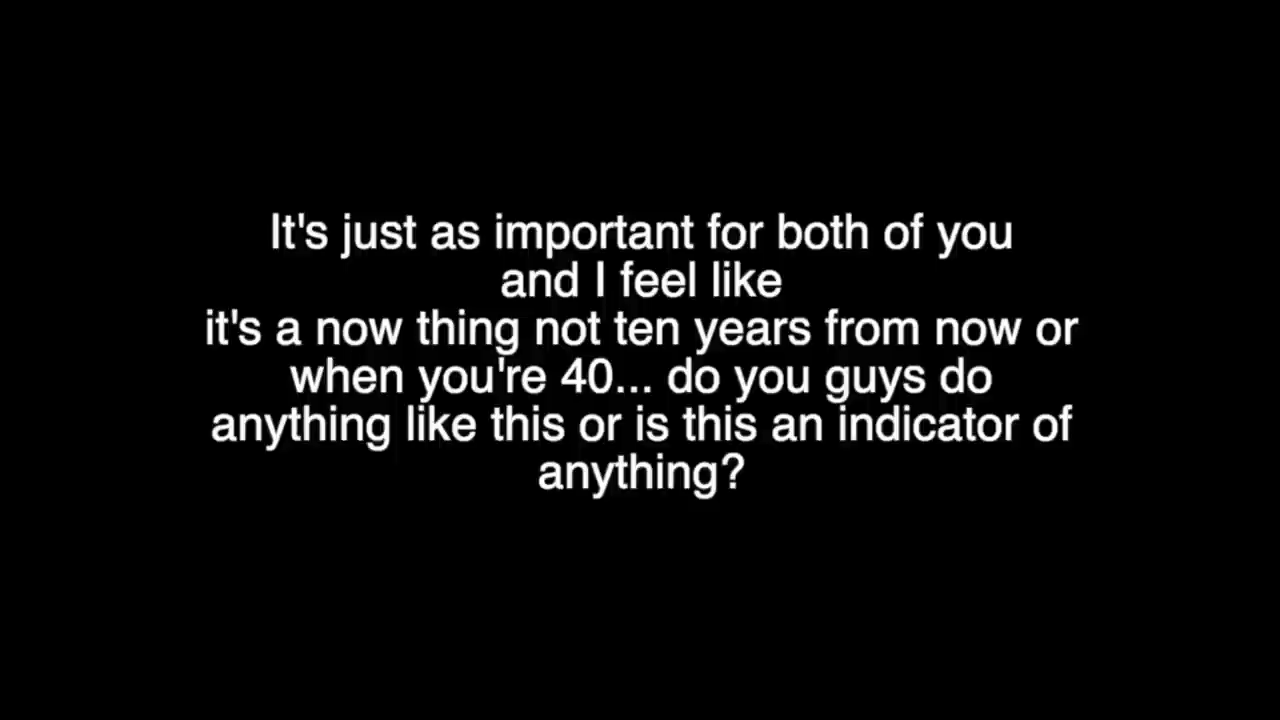 It's just as important for both of you
and I feel like
it's a now thing not ten years from now or
when you're 40... do you guys do
anything like this or is this an indicator of
anything?